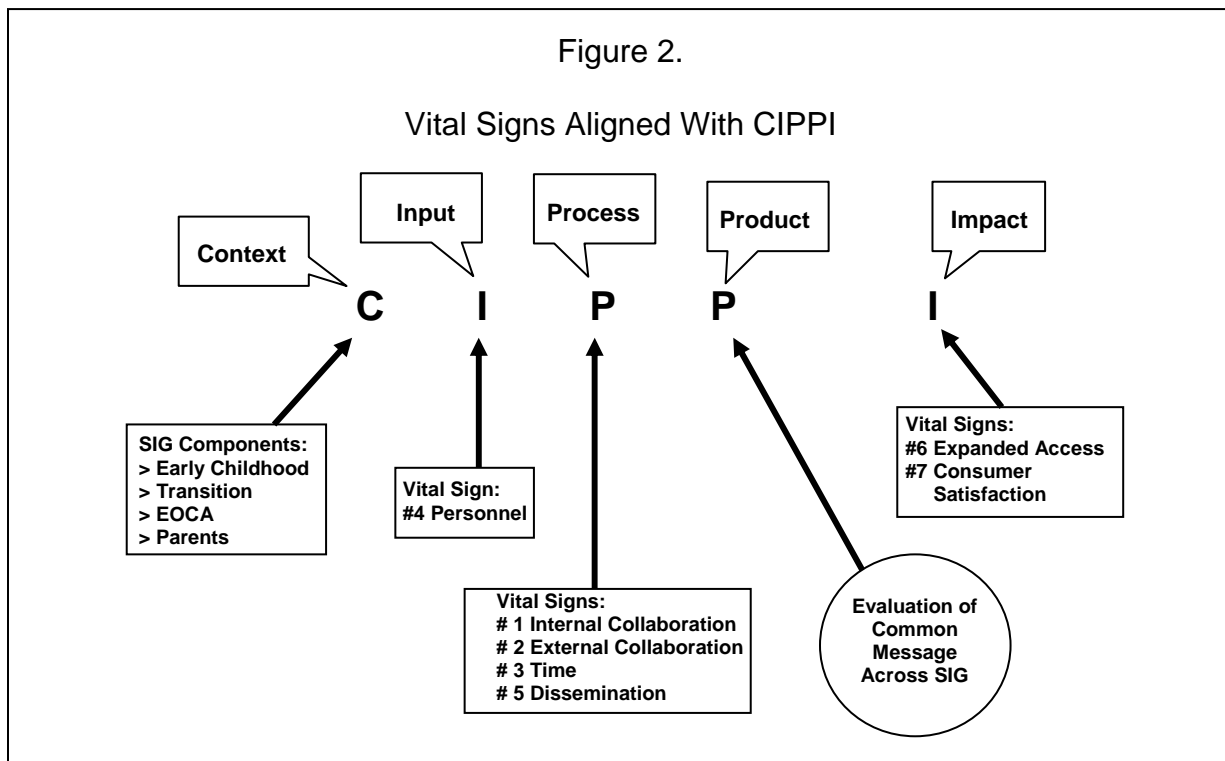 Figure 2.
Vital Signs Aligned With CIPPI
Context
Input
Process
Product
Impact
C I P P I
SIG Components:
> Early Childhood
> Transition
> EOCA
> Parents
Vital Sign:
#4 Personnel
Vital Signs:
# 1 Internal Collaboration
# 2 External Collaboration
# 3 Time
# 5 Dissemination
Evaluation of
Common
Message
Across SIG
Vital Signs:
#6 Expanded Access
#7 Consumer
Satisfaction